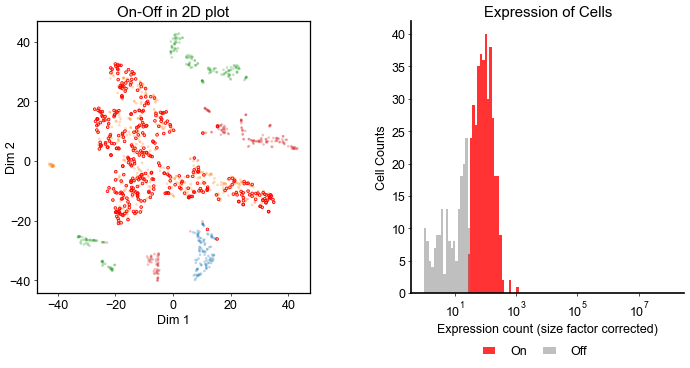 On-Off in 2D plot
40
20
0
−20
−40
Dim 2
−40 −20 0 20 40
Dim 1
Expression of Cells
40
35
30
25
20
15
10
5
0
Cell Counts
10^1 10^3 10^5 10^7
Expression count (size factor corrected)
On Off